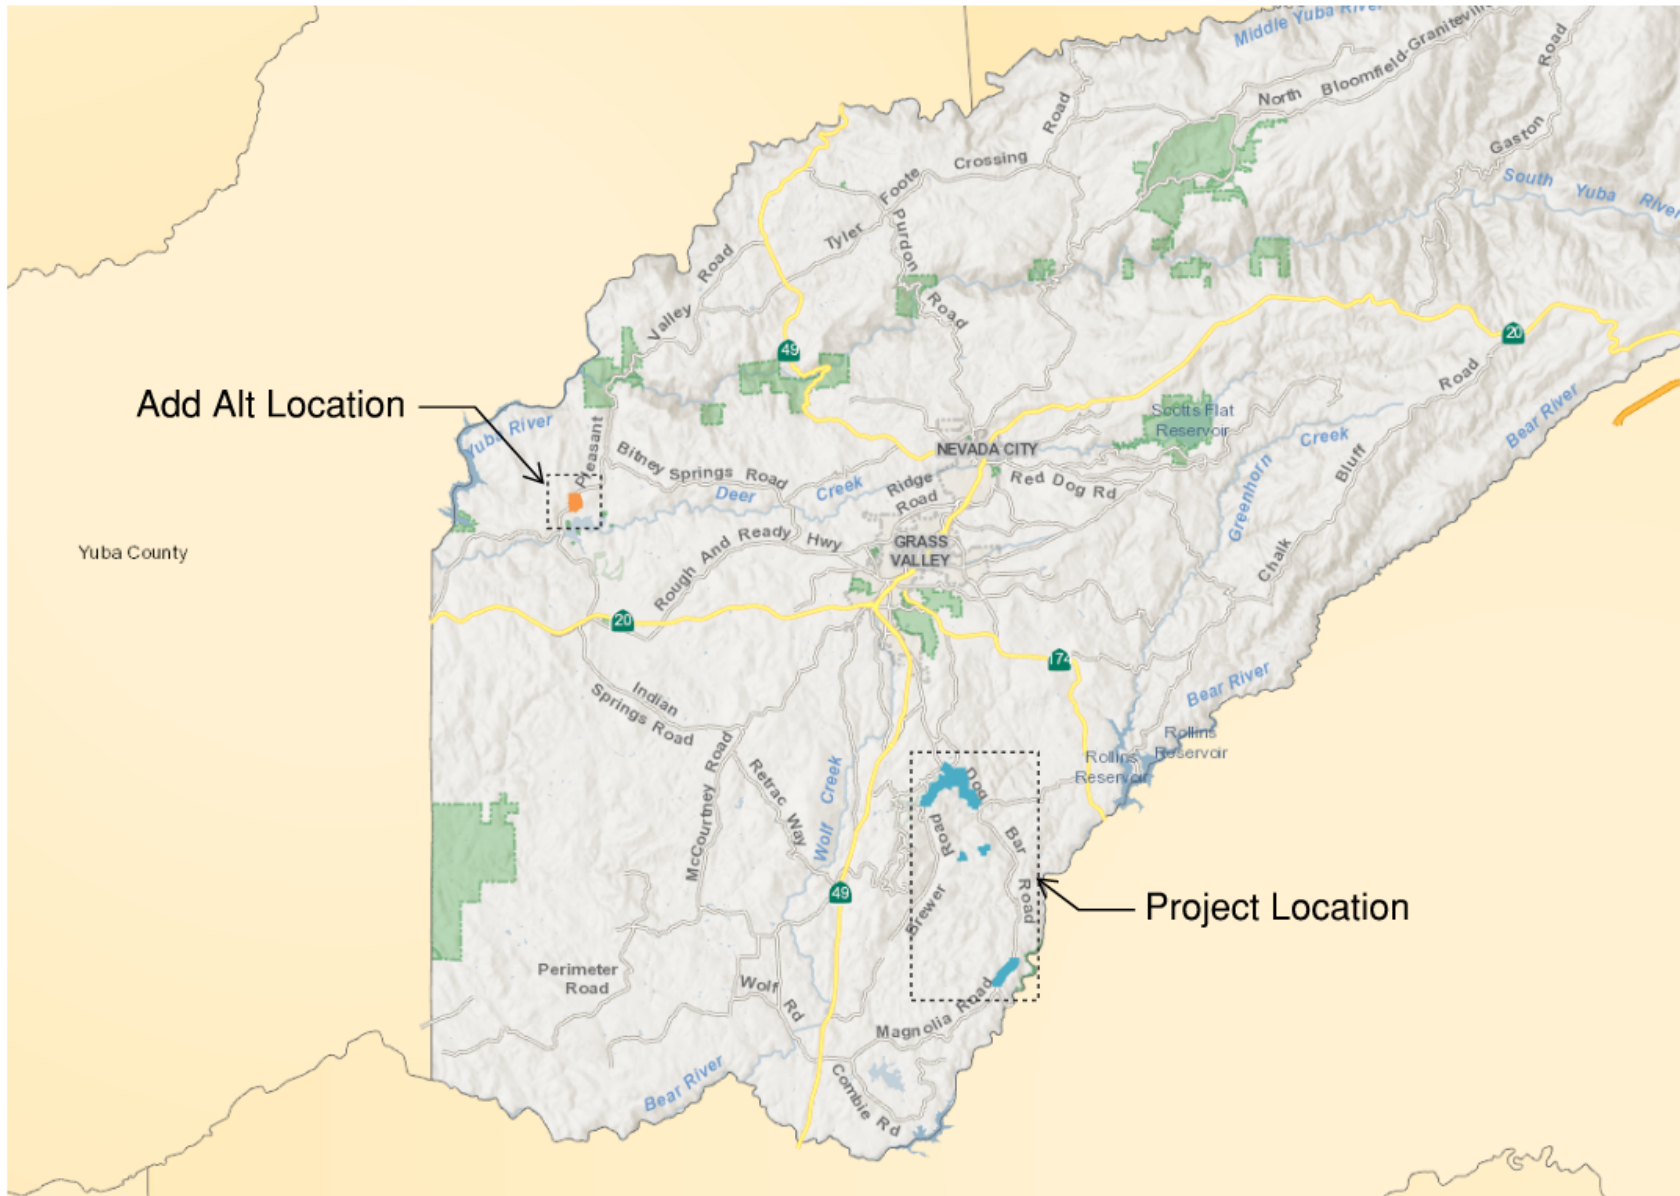 Middle Yuba River
North Bloomfield-Graniteville
Road
Gaston
Road
Crossing
Foote
Tyler
South Yuba River
Purdon
Road
Road
Valley
49
20
Road
Add Alt Location
Scotts Flat
Reservoir
Bear River
Yuba River
Pleasant
NEVADA CITY
Creek
Bitney Springs Road
Greenhorn
Bluff
Ridge
Road
Red Dog Rd
Deer Creek
Yuba County
Rough And Ready Hwy
GRASS
VALLEY
Chalk
20
174
Bear River
Indian
Springs Road
Rollins
Reservoir
Rollins
Reservoir
McCourtney Road
Retrac Way
Wolf Creek
Dog
Bar
Road
Road
Brewer
49
Project Location
Perimeter
Road
Wolf
Rd
Magnolia Road
Bear River
Combie Rd